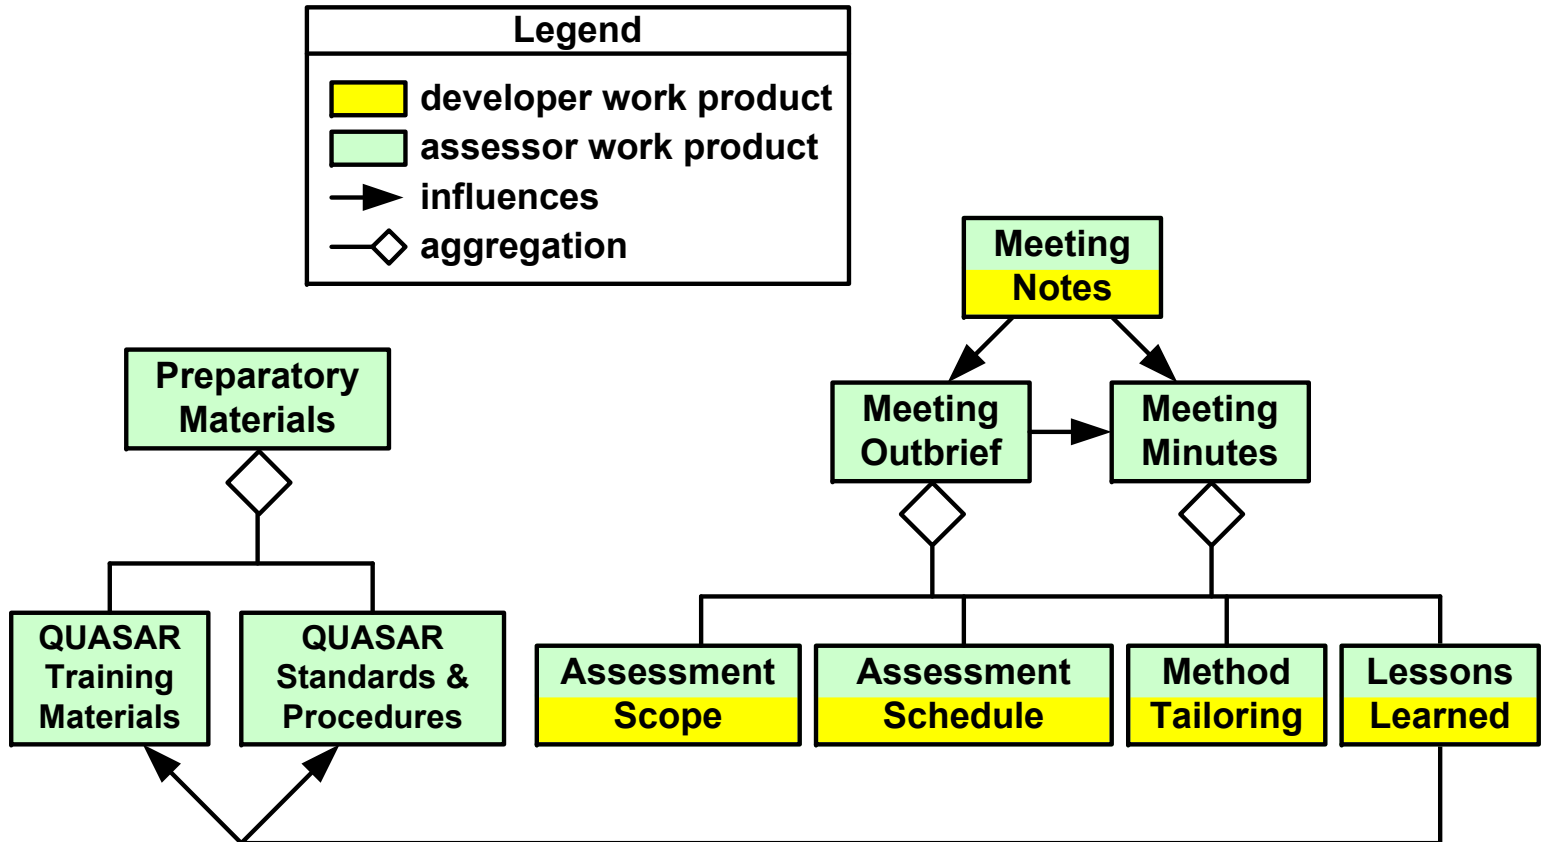 Legend
developer work product
assessor work product
influences
aggregation
Meeting
Notes
Preparatory
Materials
Meeting
Outbrief
Meeting
Minutes
QUASAR
Training
Materials
QUASAR
Standards &
Procedures
Assessment
Scope
Assessment
Schedule
Method
Tailoring
Lessons
Learned